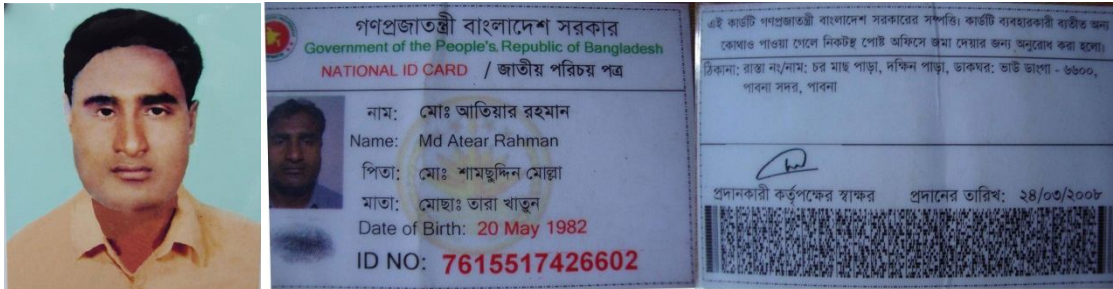 গণপ্রজাতন্ত্রী বাংলাদেশ সরকার
Government of the People's Republic of Bangladesh
NATIONAL ID CARD / জাতীয় পরিচয় পত্র
নাম: মোঃ আতিয়ার রহমান
Name: Md Atear Rahman
পিতা: মোঃ শামছুদ্দিন মোল্লা
মাতা: মোছাঃ তারা খাতুন
Date of Birth: 20 May 1982
ID NO: 7615517426602
এই কার্ডটি গণপ্রজাতন্ত্রী বাংলাদেশ সরকারের সম্পত্তি। কার্ডটি ব্যবহারকারী ব্যতীত অন্য
কোথাও পাওয়া গেলে নিকটস্থ পোষ্ট অফিসে জমা দেয়ার জন্য অনুরোধ করা হলো।
ঠিকানা: রাস্তা নং/নাম: চর মাছ পাড়া, দক্ষিন পাড়া, ডাকঘর: ভাউ ডাংগা - ৬৬০০,
পাবনা সদর, পাবনা
প্রদানকারী কর্তৃপক্ষের স্বাক্ষর প্রদানের তারিখ: ২৪/০৩/২০০৮